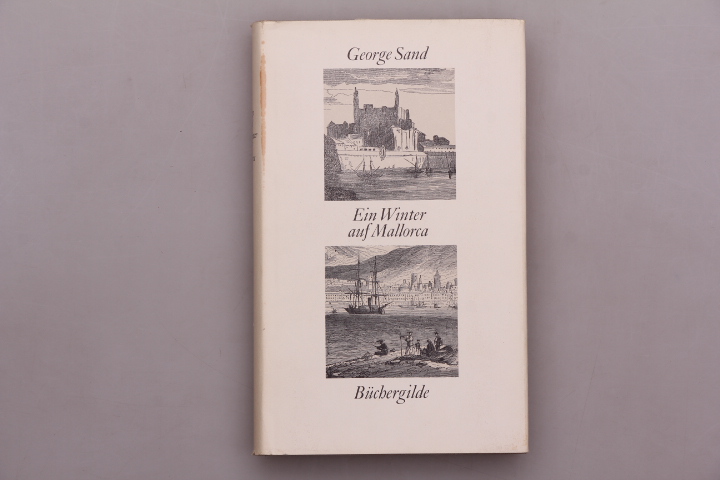 George Sand
Ein Winter
auf Mallorca
Büchergilde